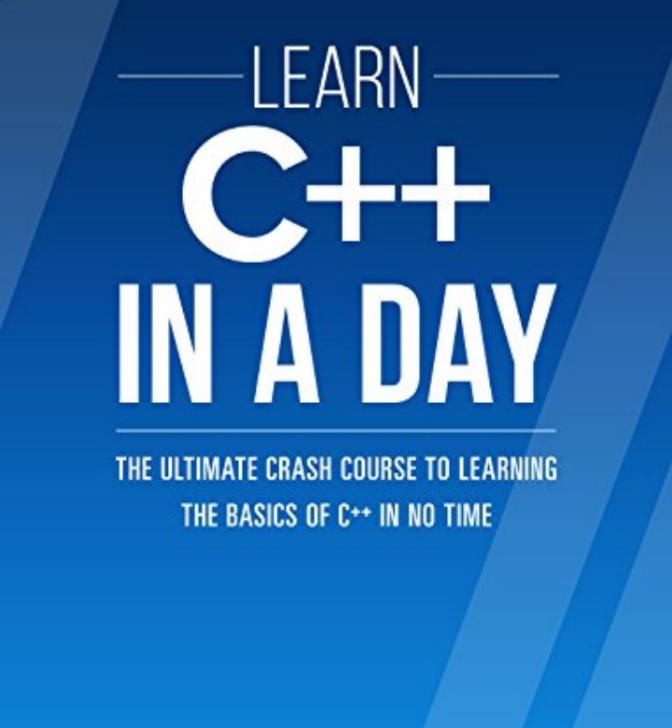 LEARN
C++
IN A DAY
THE ULTIMATE CRASH COURSE TO LEARNING
THE BASICS OF C++ IN NO TIME